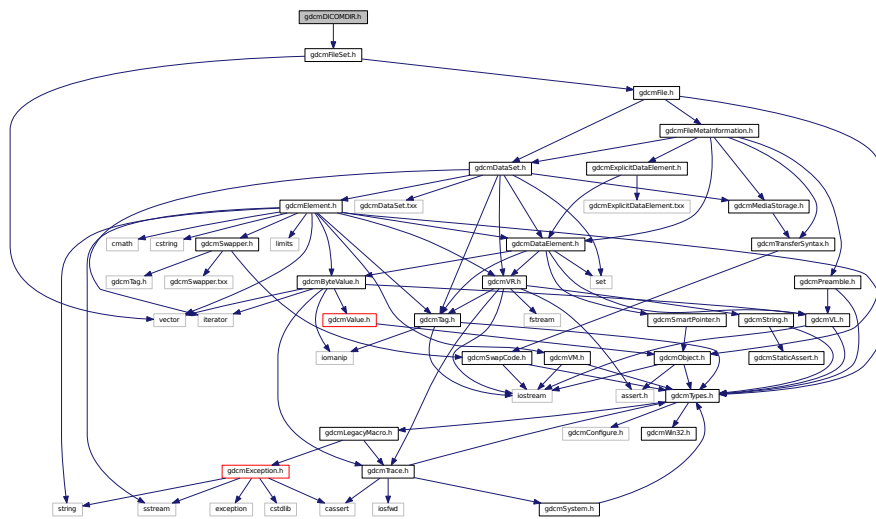 gdcmDICOMDIR.h
gdcmFileSet.h
gdcmFile.h
gdcmFileMetaInformation.h
gdcmDataSet.h
gdcmExplicitDataElement.h
gdcmElement.h
gdcmDataSet.txx
gdcmExplicitDataElement.txx
gdcmMediaStorage.h
cmath
cstring
gdcmSwapper.h
limits
gdcmDataElement.h
gdcmTransferSyntax.h
gdcmTag.h
gdcmSwapper.txx
gdcmByteValue.h
gdcmVR.h
set
gdcmPreamble.h
vector
iterator
gdcmValue.h
gdcmTag.h
fstream
gdcmSmartPointer.h
gdcmString.h
gdcmVL.h
iomanip
gdcmSwapCode.h
gdcmVM.h
gdcmObject.h
gdcmStaticAssert.h
iostream
assert.h
gdcmTypes.h
gdcmLegacyMacro.h
gdcmConfigure.h
gdcmWin32.h
gdcmException.h
gdcmTrace.h
string
sstream
exception
cstdlib
cassert
iosfwd
gdcmSystem.h